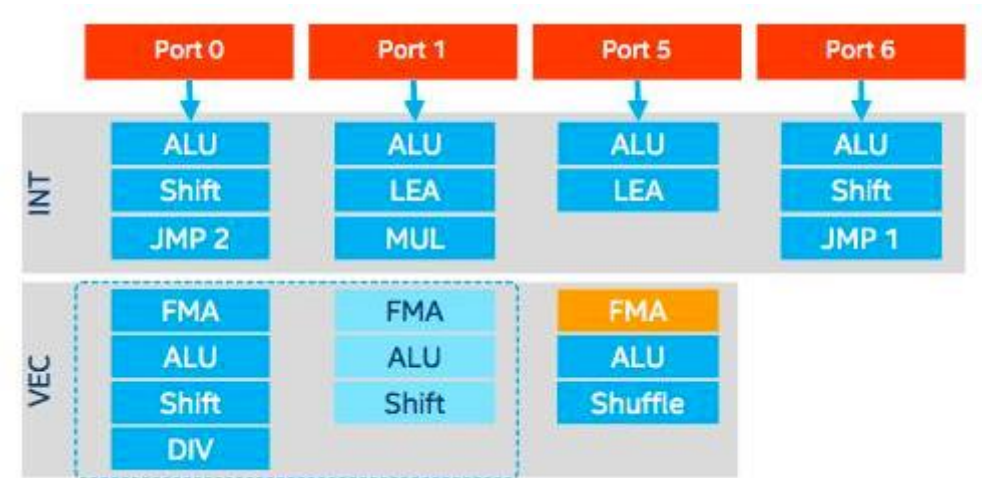 Port 0 Port 1 Port 5 Port 6
INT
ALU ALU ALU ALU
Shift LEA LEA Shift
JMP 2 MUL JMP 1
VEC
FMA FMA FMA
ALU ALU ALU
Shift Shift Shuffle
DIV